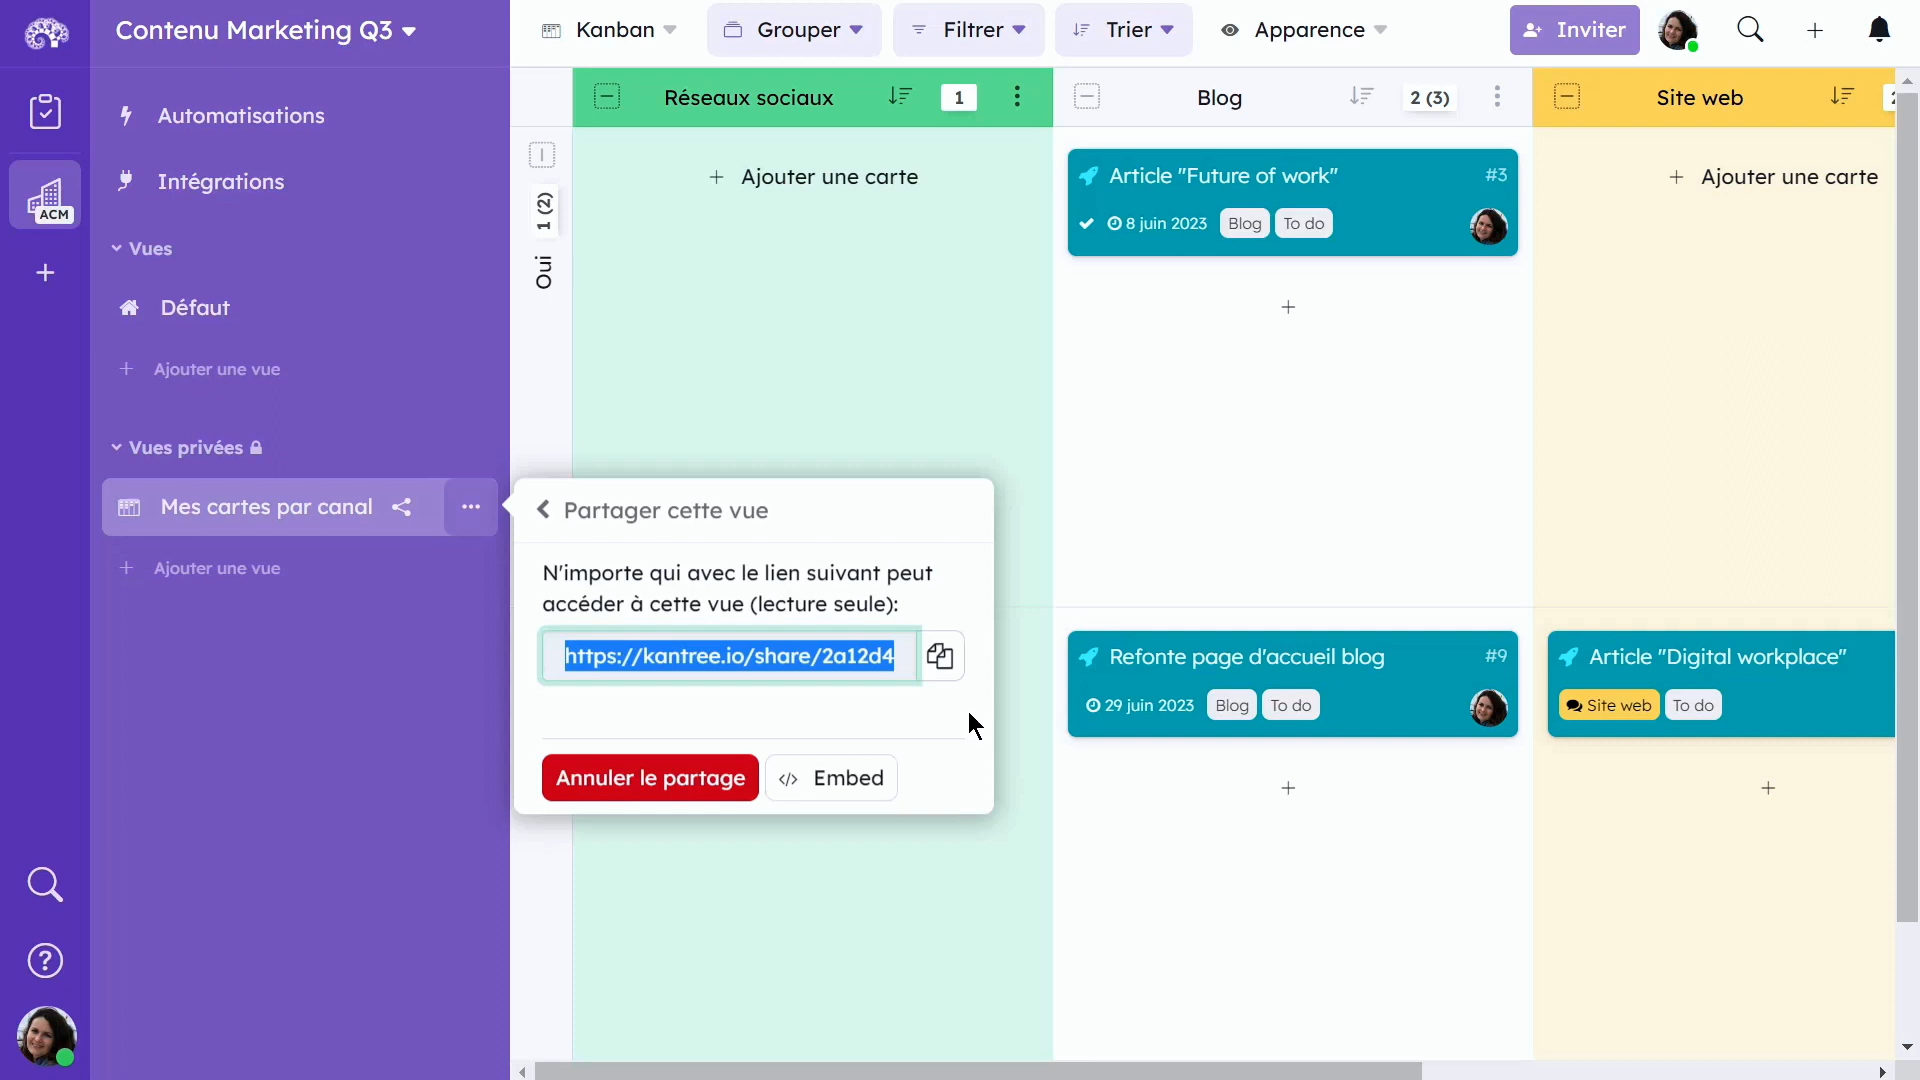 Contenu Marketing Q3
Kanban
Grouper
Filtrer
Trier
Apparence
Inviter
ACM
Automatisations
Intégrations
Vues
Défaut
Ajouter une vue
Vues privées
Mes cartes par canal
Ajouter une vue
Réseaux sociaux
1
Blog
2 (3)
Site web
1 (2)
Oui
Ajouter une carte
Article "Future of work"
#3
8 juin 2023
Blog
To do
Ajouter une carte
Partager cette vue
N'importe qui avec le lien suivant peut
accéder à cette vue (lecture seule):
https://kantree.io/share/2a12d4
Annuler le partage
</> Embed
Refonte page d'accueil blog
#9
29 juin 2023
Blog
To do
Article "Digital workplace"
Site web
To do